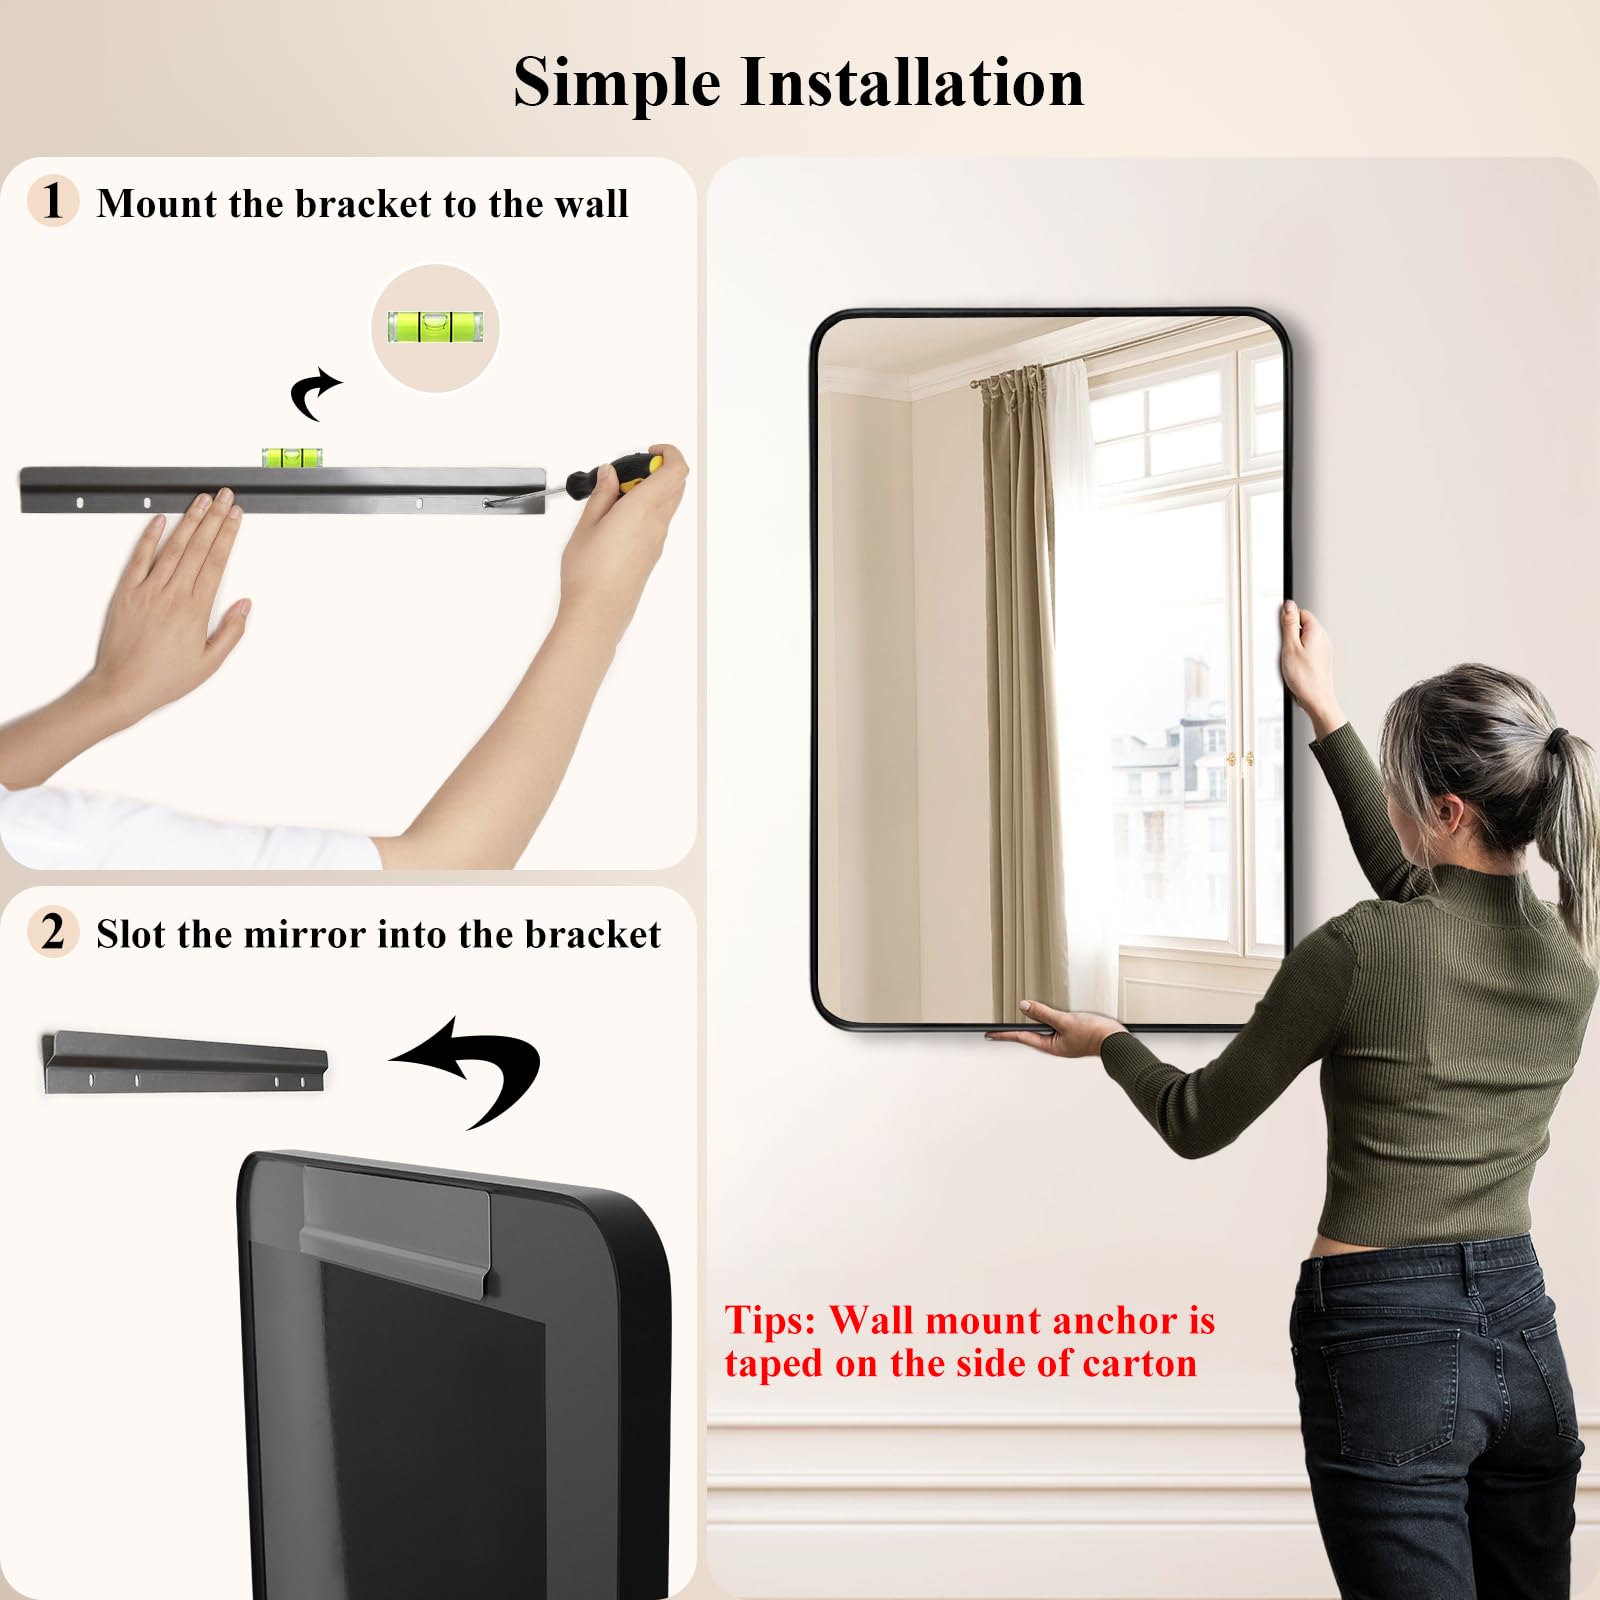 Simple Installation
1 Mount the bracket to the wall
2 Slot the mirror into the bracket
Tips: Wall mount anchor is
taped on the side of carton